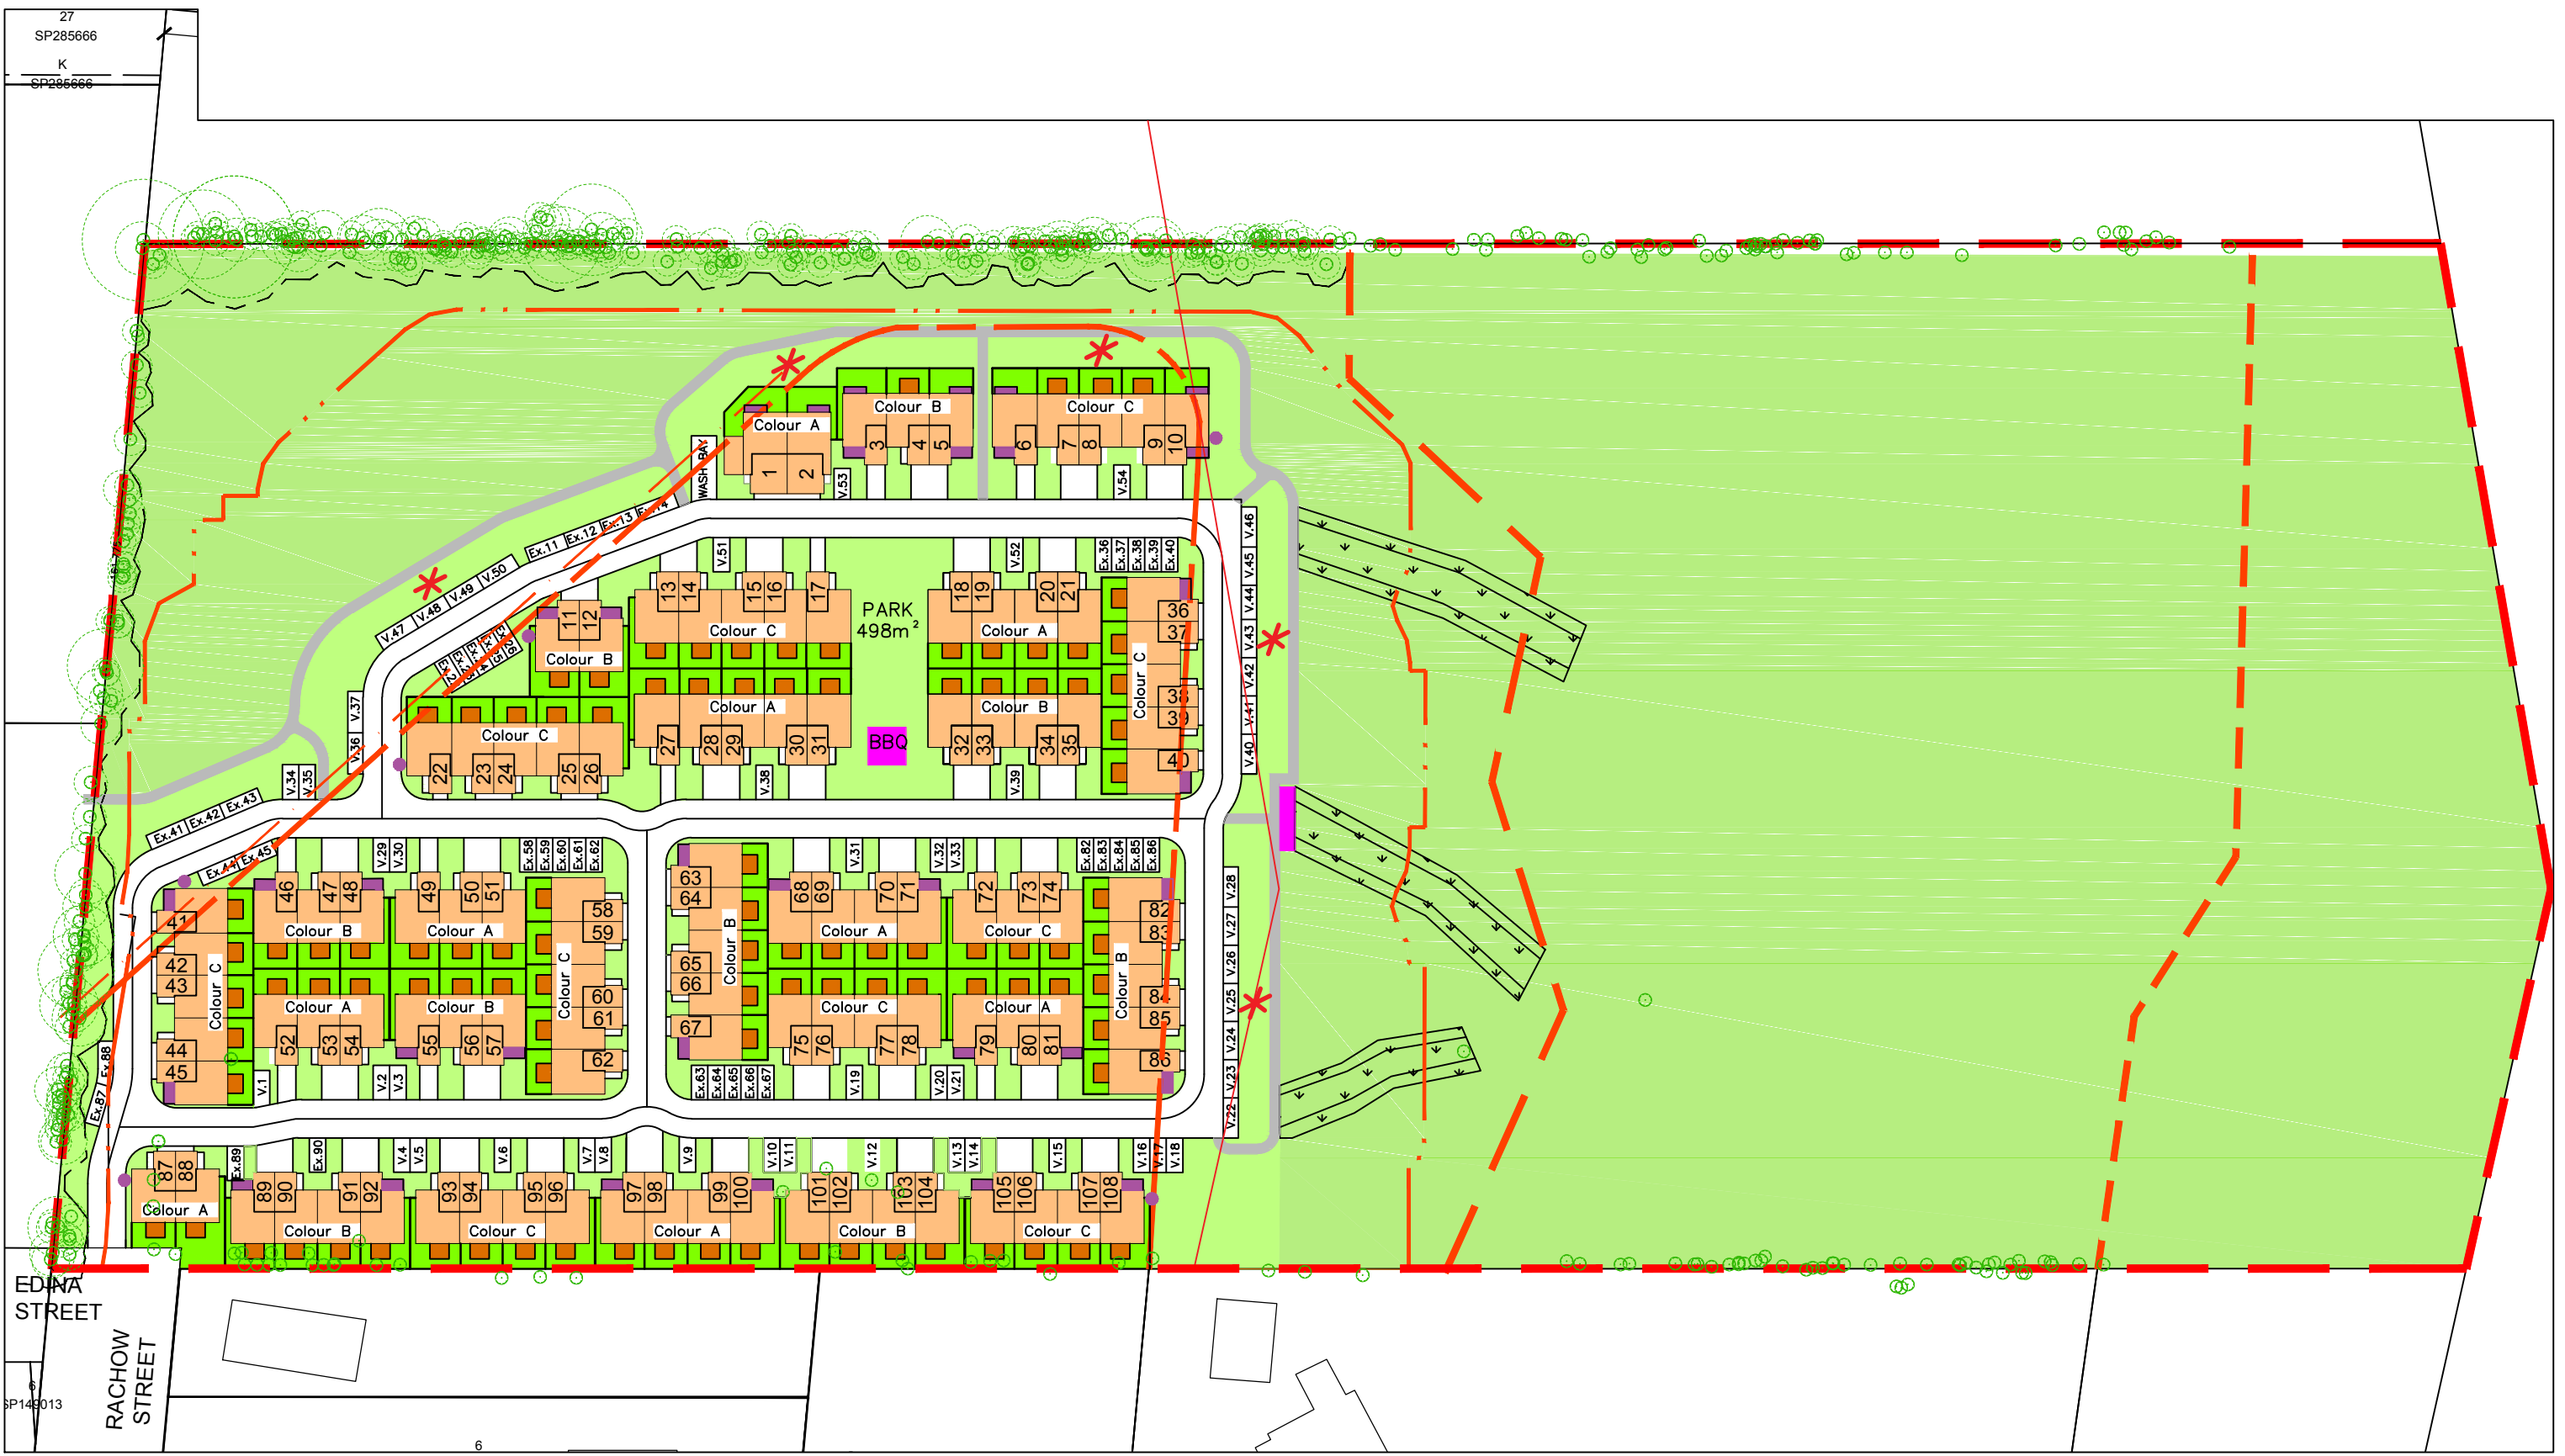 27
SP285666
K
SP285666
Colour B
Colour C
Colour A
3
4
5
6
7
8
9
10
1
2
WASH BAY
V.53
V.54
Ex.11
Ex.12
Ex.13
Ex.14
V.47
V.48
V.49
V.50
V.51
V.52
Ex.36
Ex.37
Ex.38
Ex.39
Ex.40
V.46
V.45
V.44
V.43
V.42
V.41
V.40
11
12
13
14
15
16
17
18
19
20
21
PARK
498m²
Colour B
Colour C
Colour A
Colour C
36
37
38
39
40
Colour C
Colour A
Colour B
BBQ
22
23
24
25
26
27
28
29
30
31
32
33
34
35
V.37
V.36
V.34
V.35
V.38
V.39
Ex.41
Ex.42
Ex.43
Ex.44
Ex.45
V.29
V.30
Ex.58
Ex.59
Ex.60
Ex.61
Ex.62
V.31
V.32
V.33
Ex.82
Ex.83
Ex.84
Ex.85
Ex.86
V.28
V.27
V.26
V.25
V.24
V.23
V.22
41
42
43
44
45
Colour C
46
47
48
49
50
51
Colour B
Colour A
Colour A
Colour B
52
53
54
55
56
57
Colour C
58
59
60
61
62
63
64
65
66
67
Colour B
68
69
70
71
72
73
74
Colour A
Colour C
Colour C
Colour A
75
76
77
78
79
80
81
Colour B
82
83
84
85
86
Ex.88
Ex.87
V.1
V.2
V.3
Ex.63
Ex.64
Ex.65
Ex.66
Ex.67
V.19
V.20
V.21
Ex.89
Ex.90
V.4
V.5
V.6
V.7
V.8
V.9
V.10
V.11
V.12
V.13
V.14
V.15
V.16
V.17
V.18
87
88
89
90
91
92
93
94
95
96
97
98
99
100
101
102
103
104
105
106
107
108
Colour A
Colour B
Colour C
Colour A
Colour B
Colour C
EDINA
STREET
RACHOW
STREET
6
SP149013
6